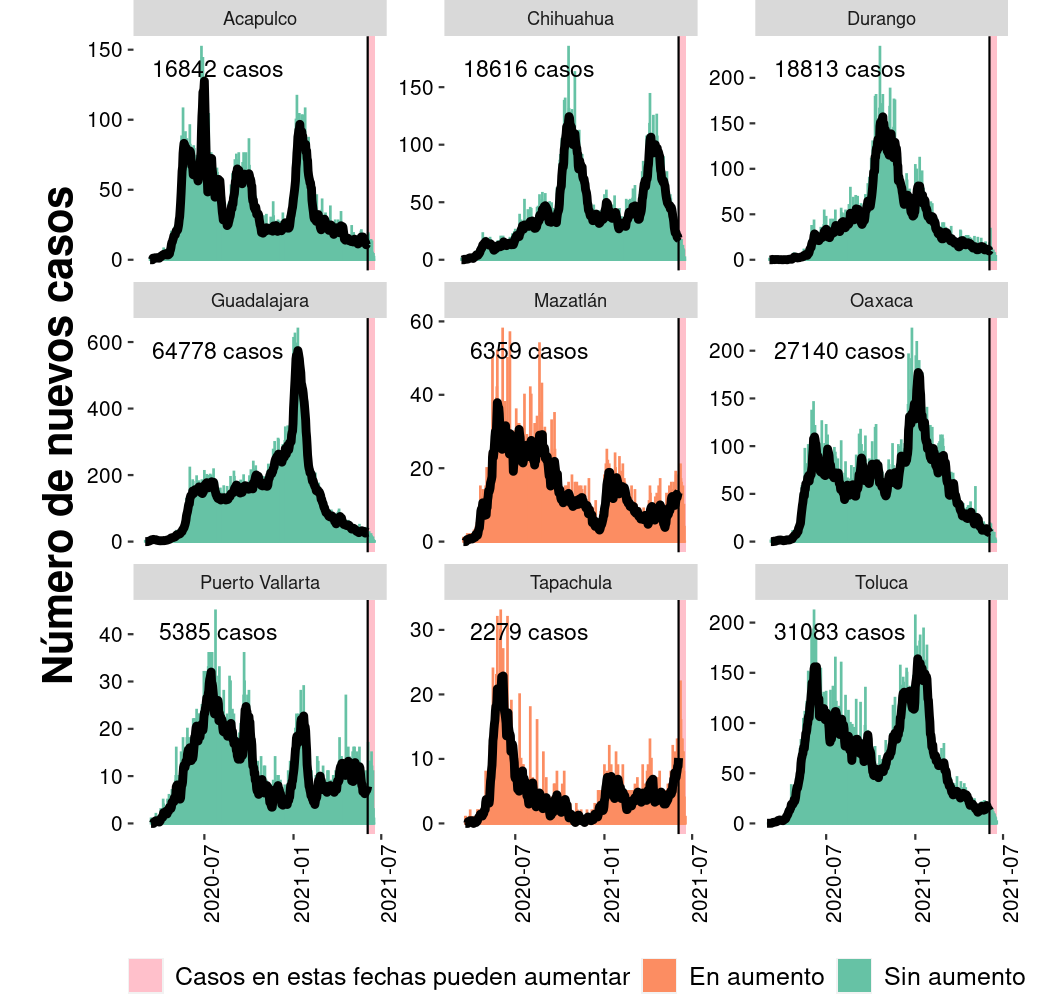 Número de nuevos casos
Acapulco
Chihuahua
Durango
150
100
50
0
16842 casos
150
100
50
0
18616 casos
200
150
100
50
0
18813 casos
Guadalajara
Mazatlán
Oaxaca
600
400
200
0
64778 casos
60
40
20
0
6359 casos
200
150
100
50
0
27140 casos
Puerto Vallarta
Tapachula
Toluca
40
30
20
10
0
5385 casos
30
20
10
0
2279 casos
200
150
100
50
0
31083 casos
2020-07
2021-01
2021-07
2020-07
2021-01
2021-07
2020-07
2021-01
2021-07
Casos en estas fechas pueden aumentar
En aumento
Sin aumento